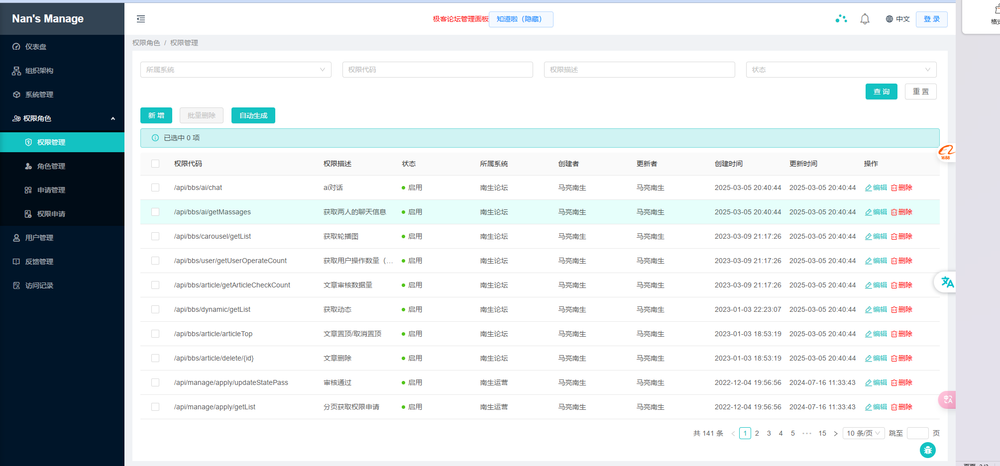 Nan's Manage
极客论坛管理面板 知道啦（隐藏） 中文 登 录
仪表盘
组织架构
系统管理
权限角色
权限管理
角色管理
申请管理
权限申请
用户管理
反馈管理
访问记录
权限角色 / 权限管理
所属系统 权限代码 权限描述 状态
查 询 重 置
新 增 批量删除 自动生成
已选中 0 项
权限代码 权限描述 状态 所属系统 创建者 更新者 创建时间 更新时间 操作
/api/bbs/ai/chat ai对话 启用 南生论坛 马亮南生 马亮南生 2025-03-05 20:40:44 2025-03-05 20:40:44 编辑 删除
/api/bbs/ai/getMassages 获取两人的聊天信息 启用 南生论坛 马亮南生 马亮南生 2025-03-05 20:40:44 2025-03-05 20:40:44 编辑 删除
/api/bbs/carousel/getList 获取轮播图 启用 南生论坛 马亮南生 马亮南生 2023-03-09 21:17:26 2025-03-05 20:40:44 编辑 删除
/api/bbs/user/getUserOperateCount 获取用户操作数量（... 启用 南生论坛 马亮南生 马亮南生 2023-03-09 21:17:26 2025-03-05 20:40:44 编辑 删除
/api/bbs/article/getArticleCheckCount 文章审核数据量 启用 南生论坛 马亮南生 马亮南生 2023-03-09 21:17:26 2025-03-05 20:40:44 编辑 删除
/api/bbs/dynamic/getList 获取动态 启用 南生论坛 马亮南生 马亮南生 2023-01-03 22:23:07 2025-03-05 20:40:44 编辑 删除
/api/bbs/article/articleTop 文章置顶/取消置顶 启用 南生论坛 马亮南生 马亮南生 2023-01-03 18:53:19 2025-03-05 20:40:44 编辑 删除
/api/bbs/article/delete/{id} 文章删除 启用 南生论坛 马亮南生 马亮南生 2023-01-03 18:53:19 2025-03-05 20:40:44 编辑 删除
/api/manage/apply/updateStatePass 审核通过 启用 南生运营 马亮南生 马亮南生 2022-12-04 19:56:56 2024-07-16 11:33:43 编辑 删除
/api/manage/apply/getList 分页获取权限申请 启用 南生运营 马亮南生 马亮南生 2022-12-04 19:56:56 2024-07-16 11:33:43 编辑 删除
共 141 条 < 1 2 3 4 5 ••• 15 > 10 条/页 跳至 页
1688